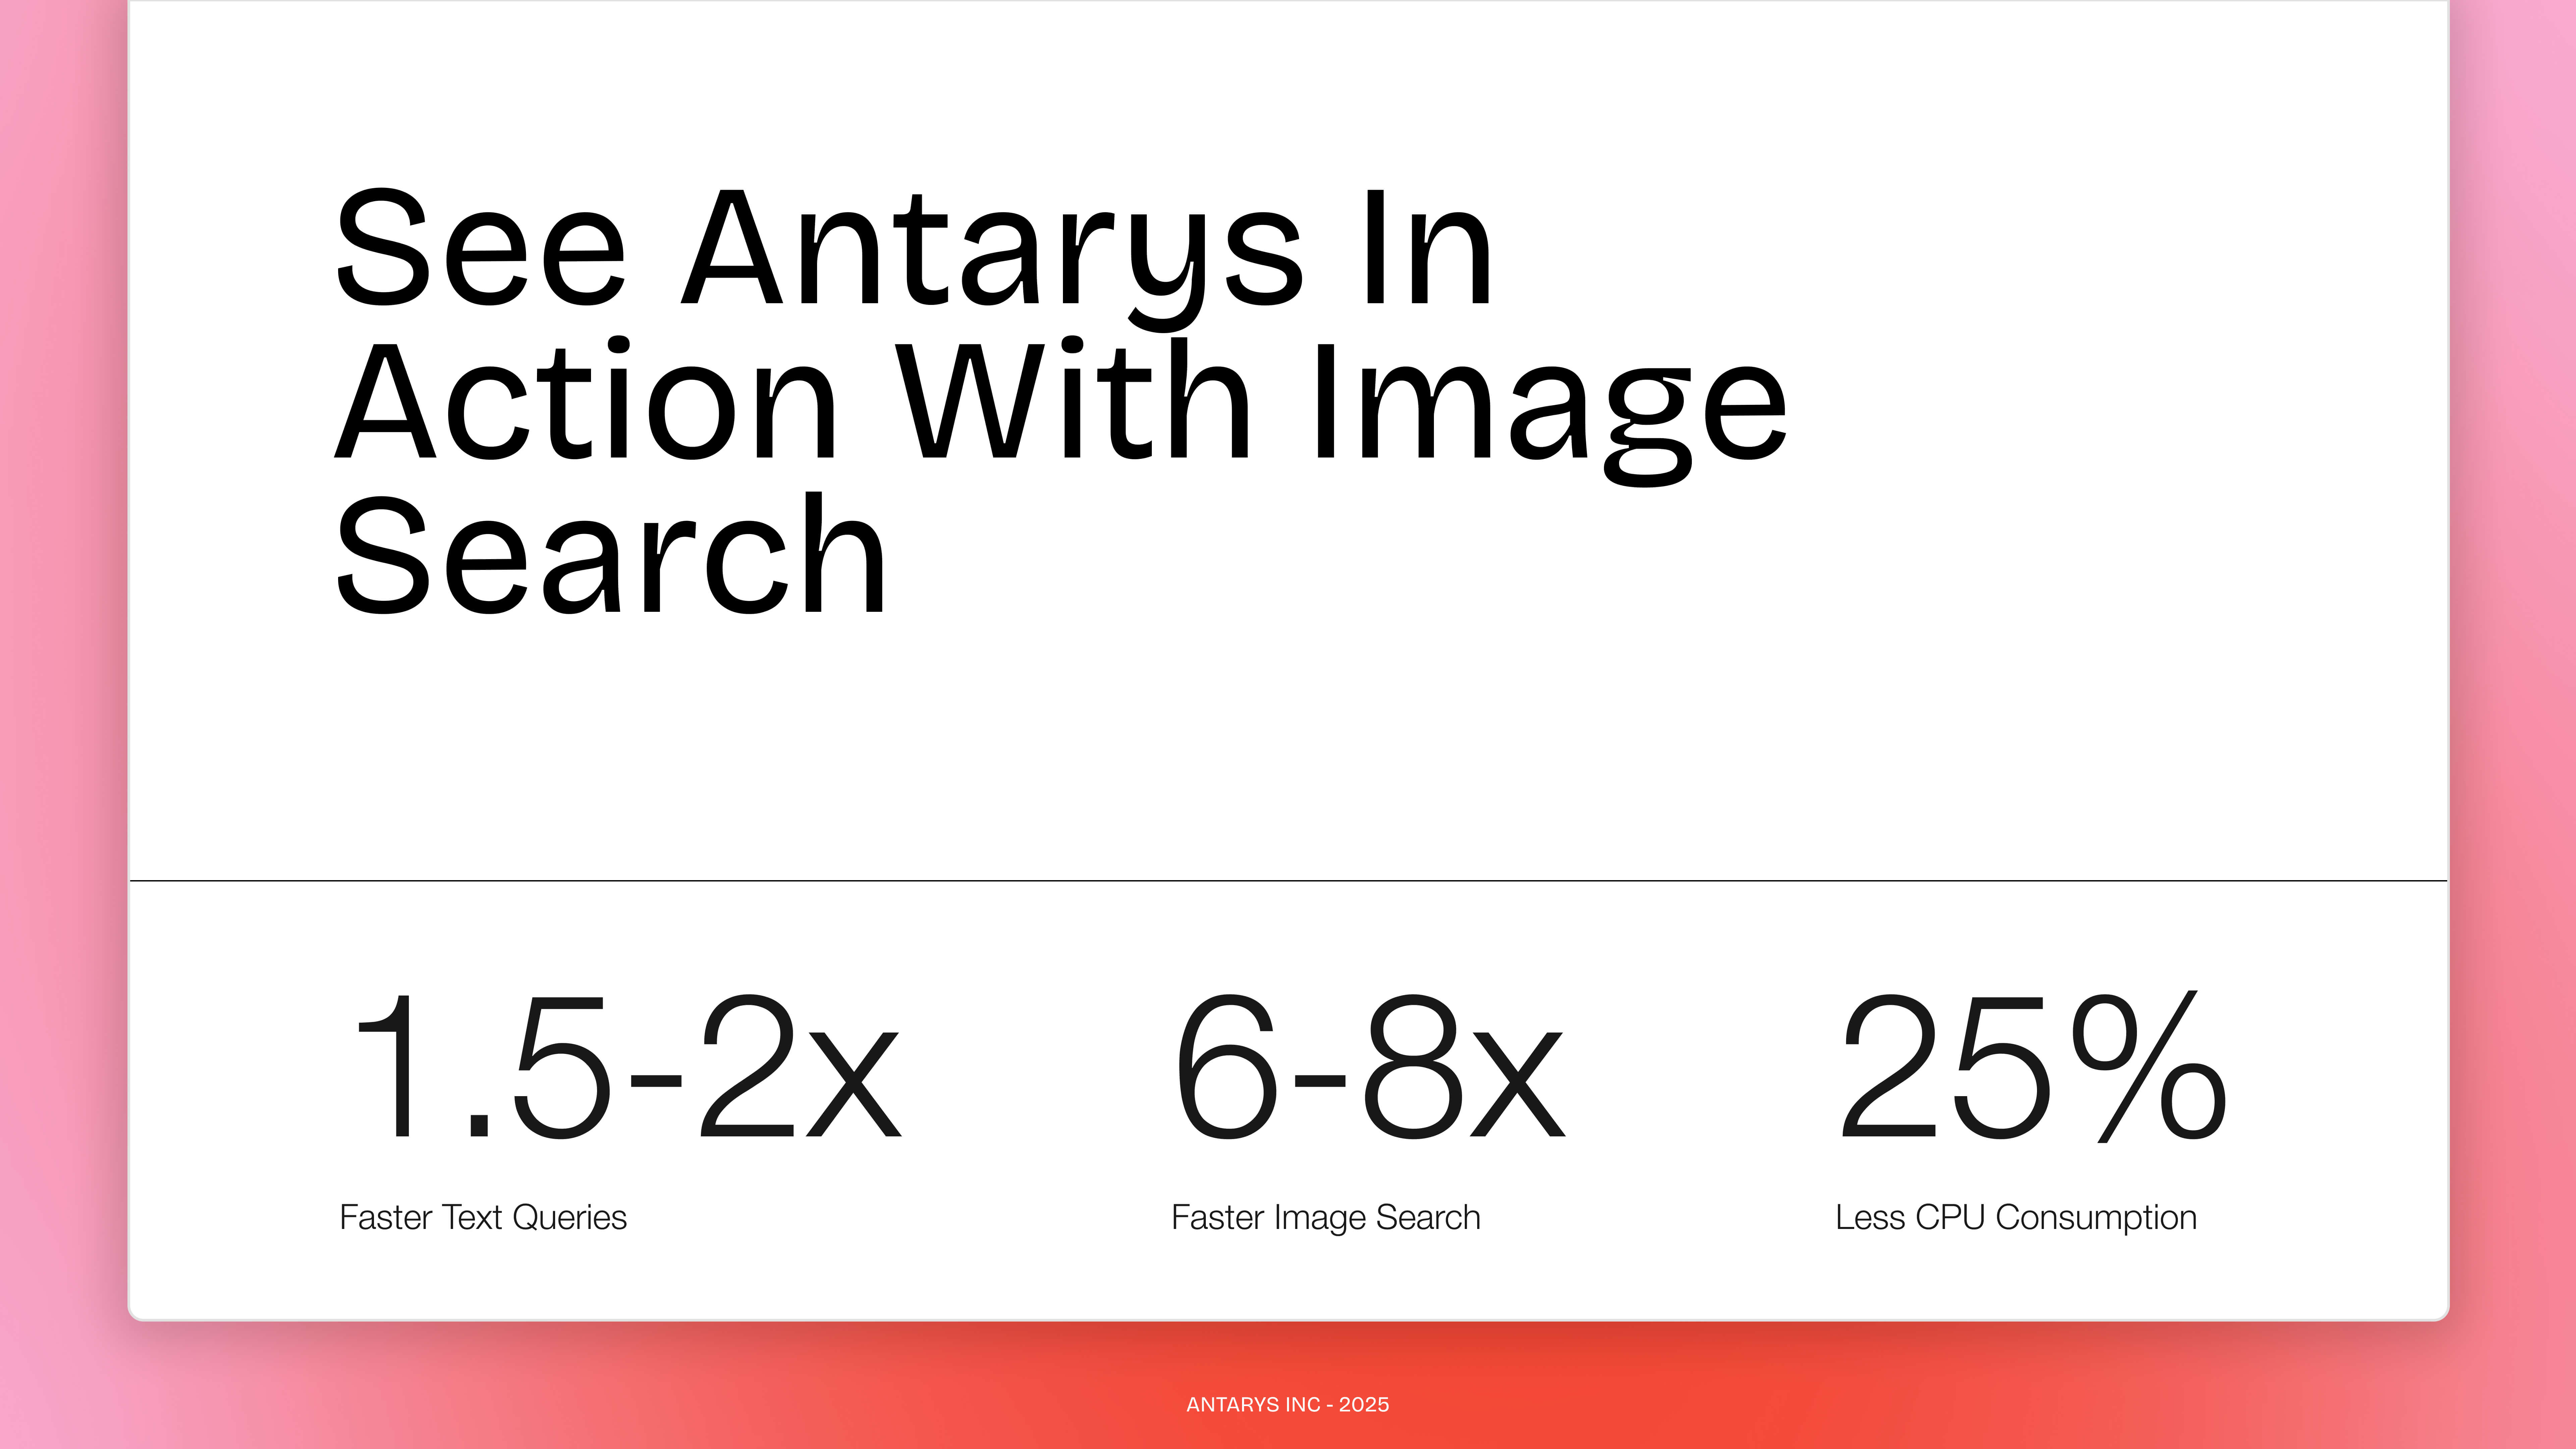 See Antarys In
Action With Image
Search
1.5-2x
Faster Text Queries
6-8x
Faster Image Search
25%
Less CPU Consumption
ANTARYS INC - 2025